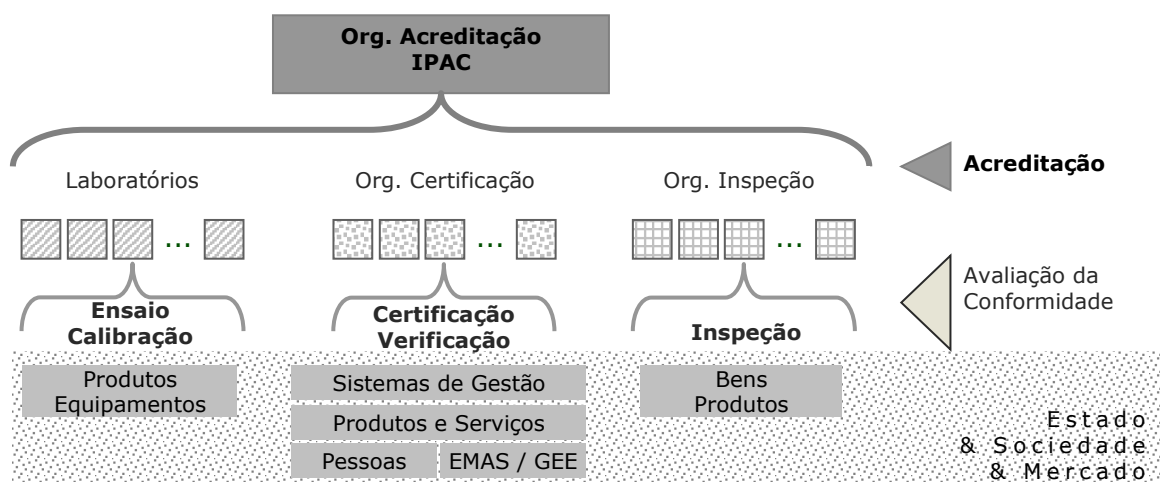 Org. Acreditação
IPAC
Acreditação
Laboratórios
Org. Certificação
Org. Inspeção
...
...
...
Avaliação da
Conformidade
Ensaio
Calibração
Certificação
Verificação
Inspeção
Produtos
Equipamentos
Sistemas de Gestão
Produtos e Serviços
Pessoas
EMAS / GEE
Bens
Produtos
Estado
& Sociedade
& Mercado